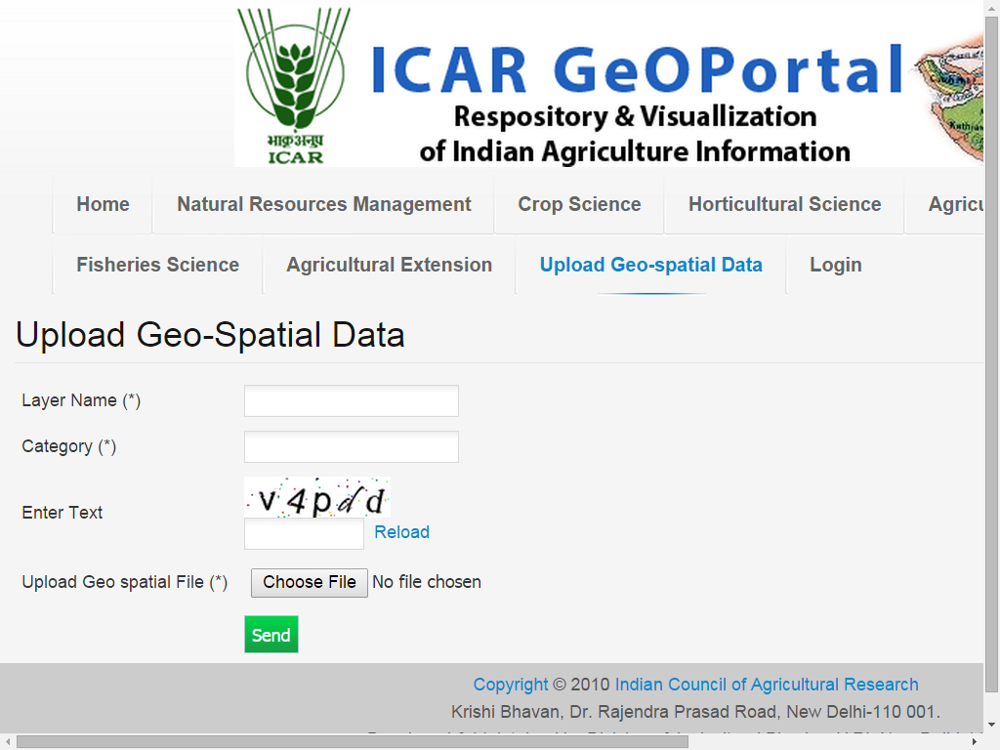 ICAR GeOPortal
Respository & Visuallization
of Indian Agriculture Information
भाकृअनुप
ICAR
Home Natural Resources Management Crop Science Horticultural Science Agricu
Fisheries Science Agricultural Extension Upload Geo-spatial Data Login
Upload Geo-Spatial Data
Layer Name (*)
Category (*)
v4pdd
Enter Text
Reload
Upload Geo spatial File (*) Choose File No file chosen
Send
Copyright © 2010 Indian Council of Agricultural Research
Krishi Bhavan, Dr. Rajendra Prasad Road, New Delhi-110 001.